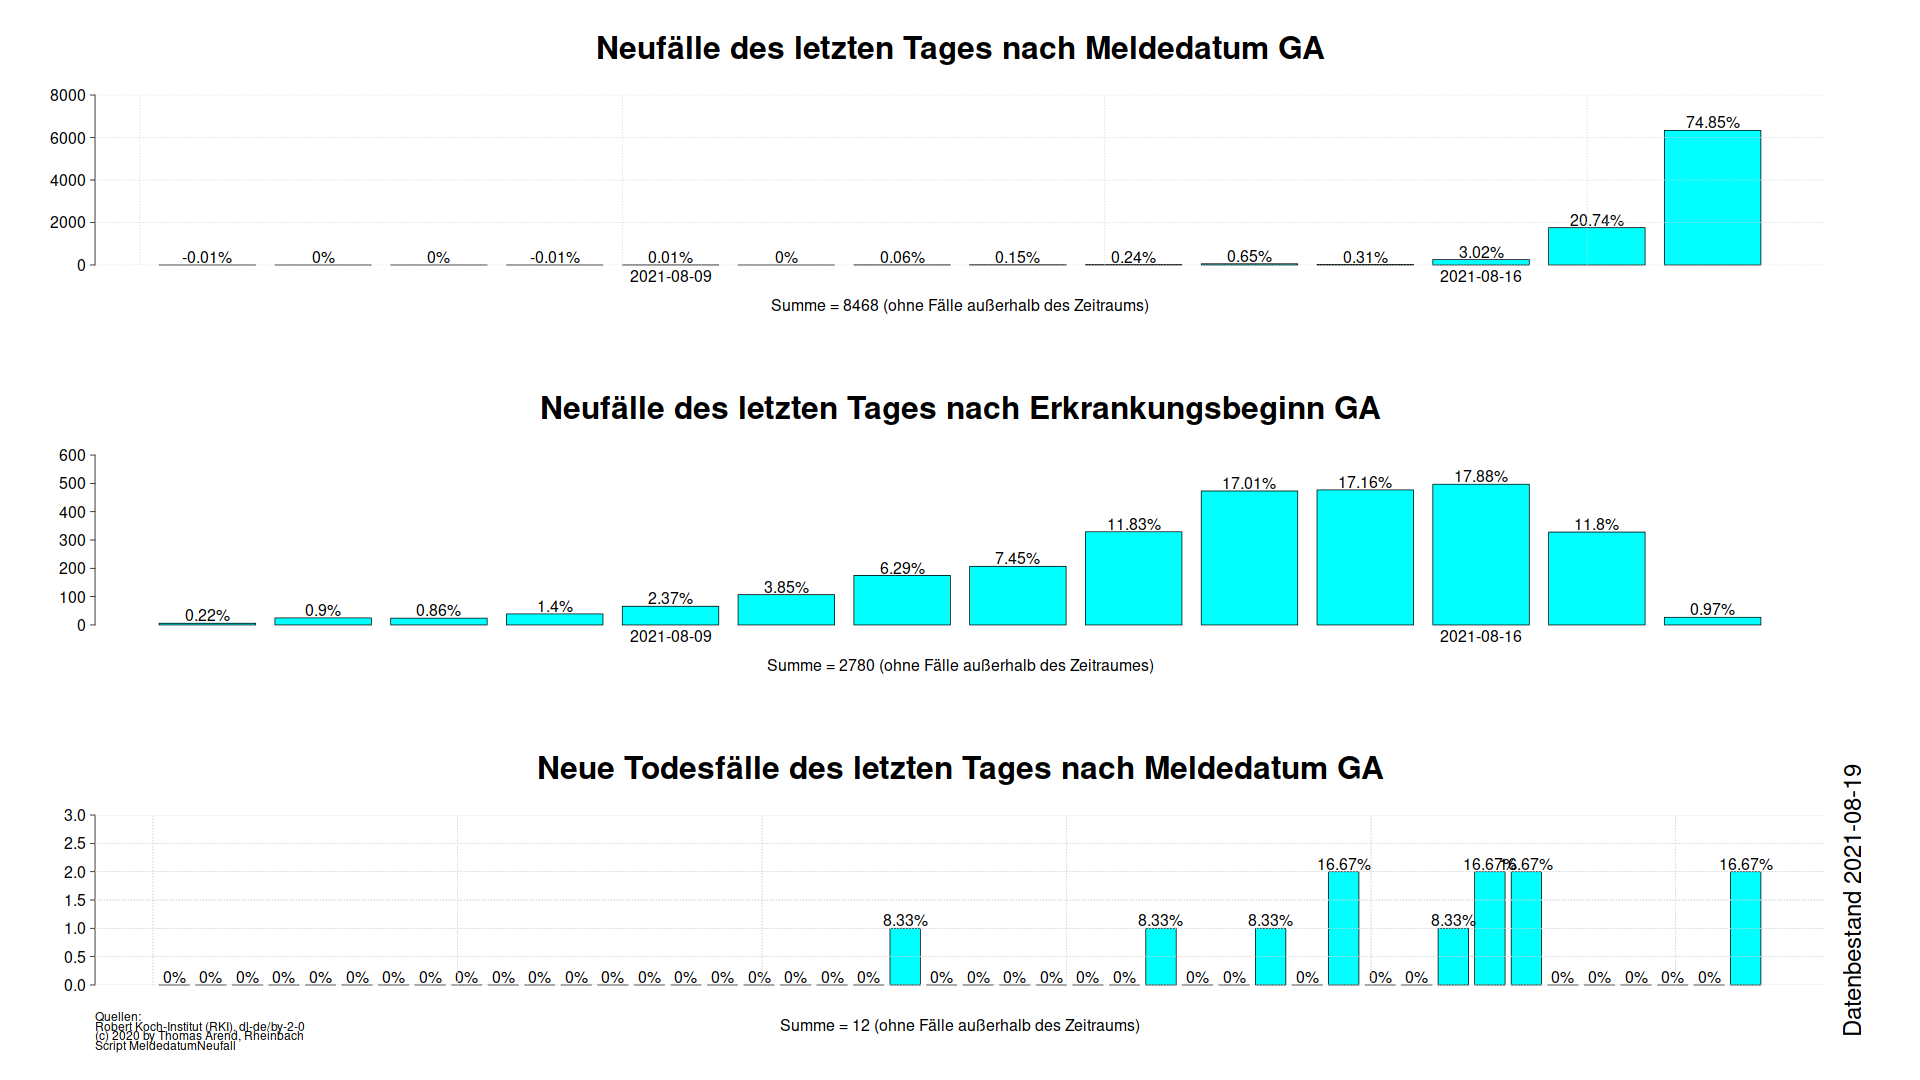 Neufälle des letzten Tages nach Meldedatum GA
8000
6000
4000
2000
0
-0.01% 0% 0% -0.01% 0.01% 0% 0.06% 0.15% 0.24% 0.65% 0.31% 3.02% 20.74% 74.85%
2021-08-09 2021-08-16
Summe = 8468 (ohne Fälle außerhalb des Zeitraums)
Neufälle des letzten Tages nach Erkrankungsbeginn GA
600
500
400
300
200
100
0
0.22% 0.9% 0.86% 1.4% 2.37% 3.85% 6.29% 7.45% 11.83% 17.01% 17.16% 17.88% 11.8% 0.97%
2021-08-09 2021-08-16
Summe = 2780 (ohne Fälle außerhalb des Zeitraumes)
Neue Todesfälle des letzten Tages nach Meldedatum GA
3.0
2.5
2.0
1.5
1.0
0.5
0.0
0% 0% 0% 0% 0% 0% 0% 0% 0% 0% 0% 0% 0% 0% 0% 0% 0% 0% 0% 0% 8.33% 0% 0% 0% 0% 0% 0% 8.33% 0% 0% 8.33% 0% 16.67% 0% 0% 8.33% 16.67% 16.67% 0% 0% 0% 0% 0% 16.67%
Summe = 12 (ohne Fälle außerhalb des Zeitraums)
Quellen:
Robert Koch-Institut (RKI), dl-de/by-2-0
(c) 2020 by Thomas Arend, Rheinbach
Script MeldedatumNeufall
Datenbestand 2021-08-19